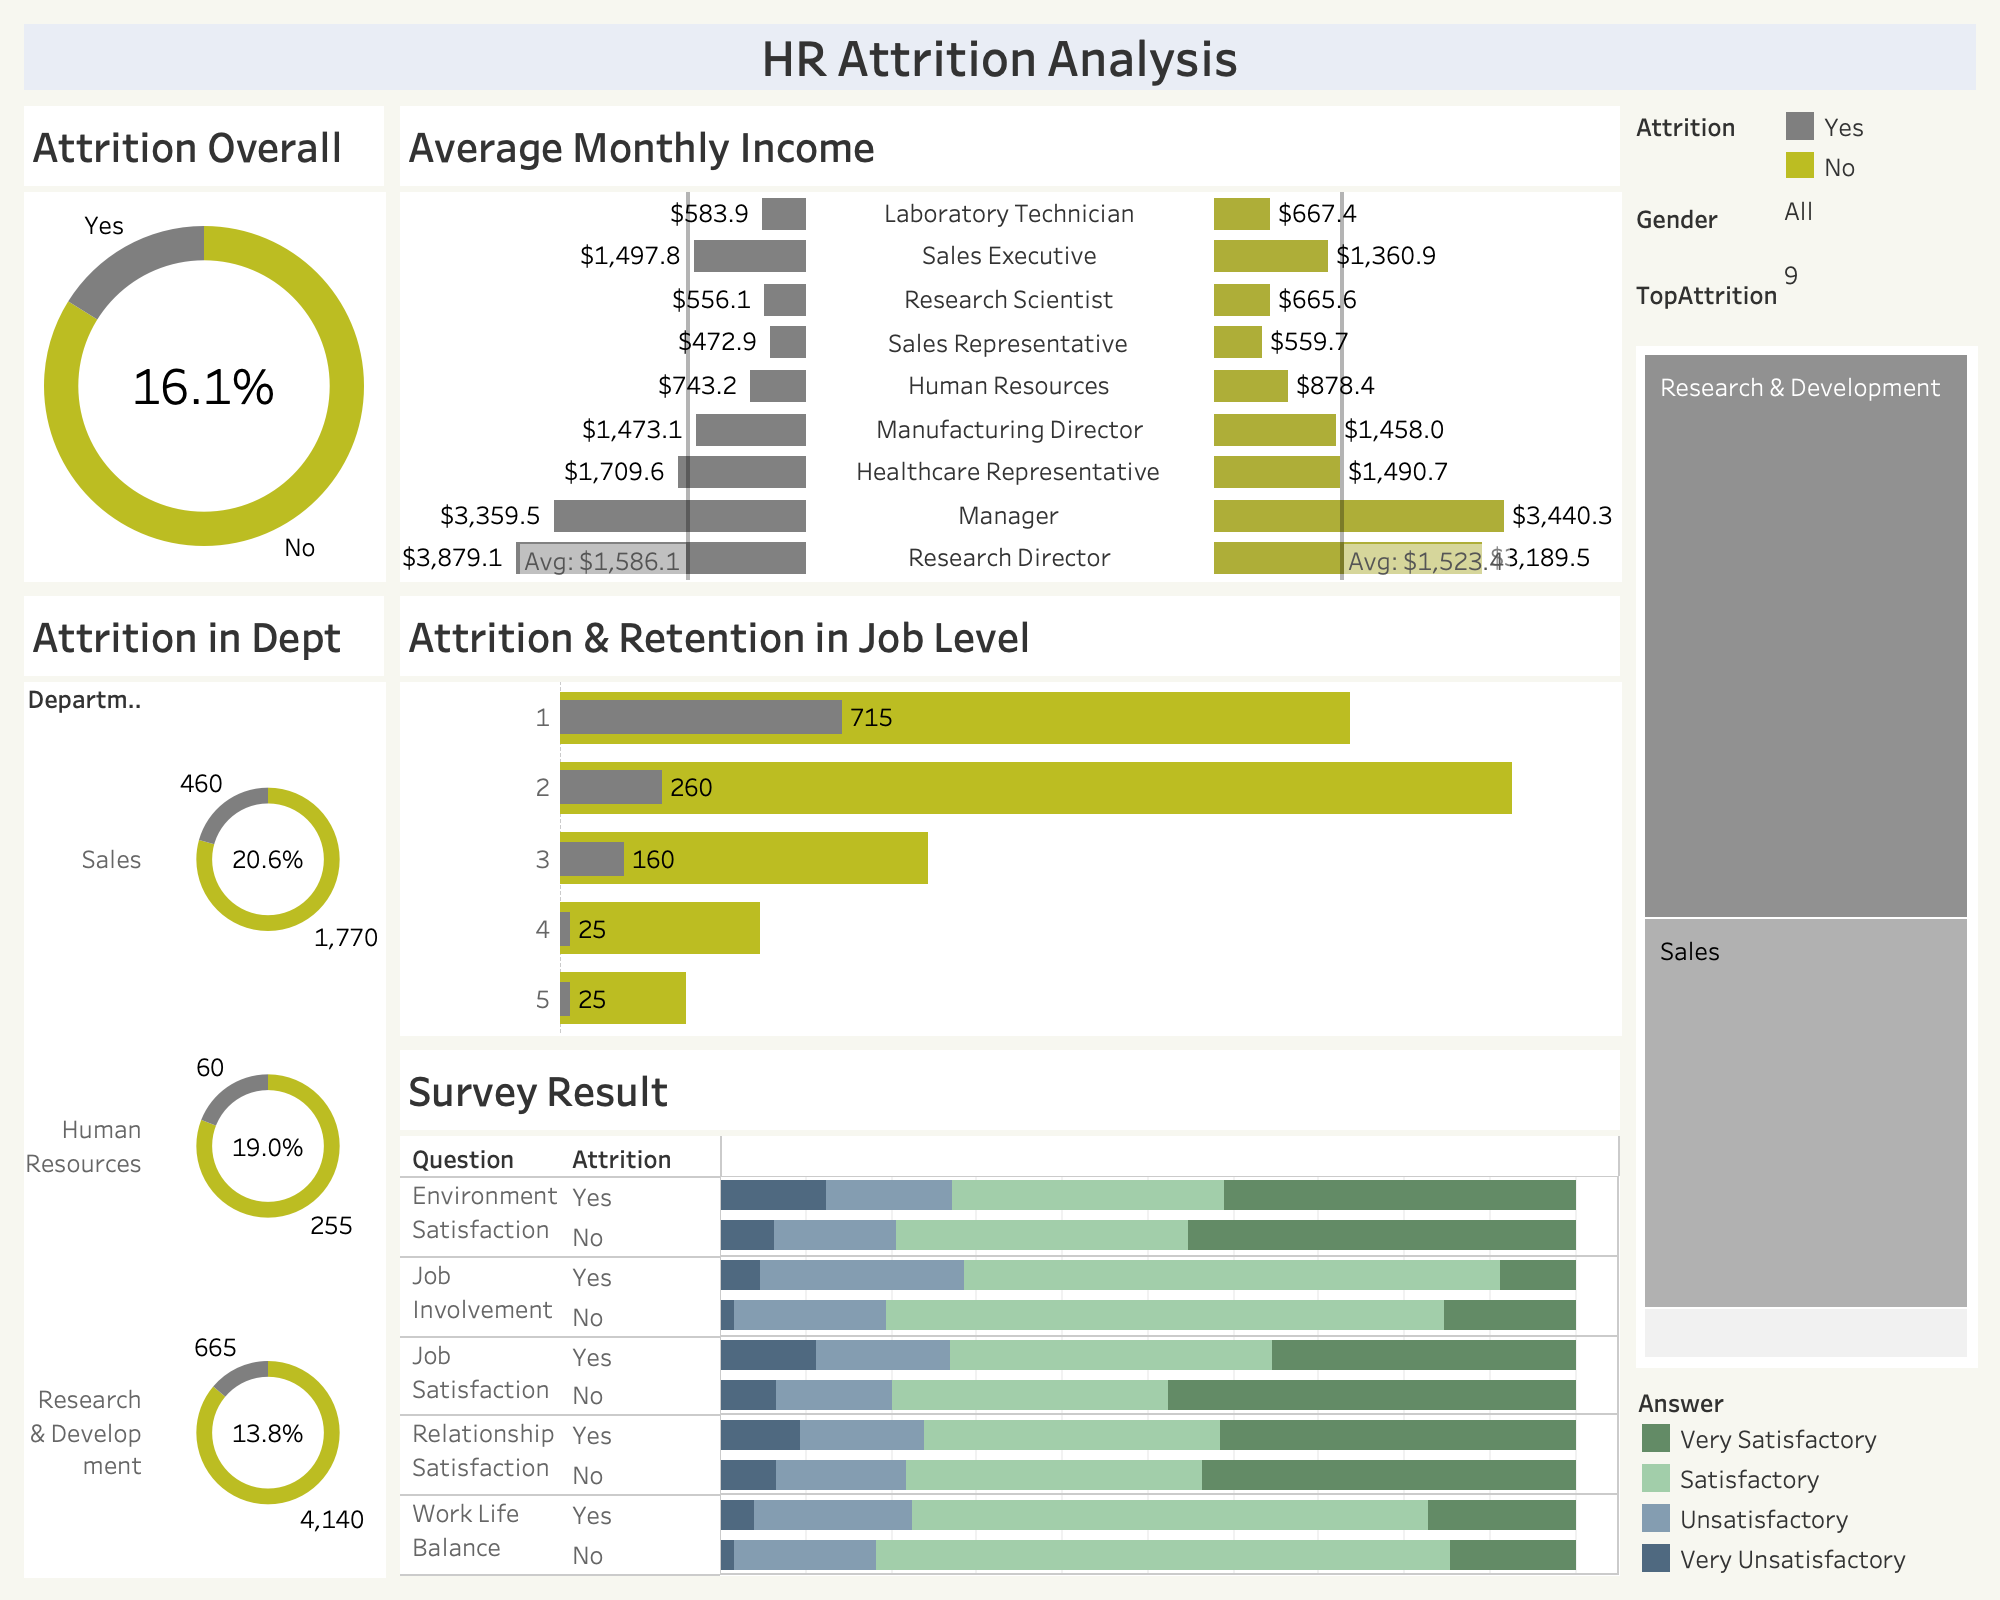 HR Attrition Analysis
Attrition Overall
Yes
16.1%
No
Average Monthly Income
$583.9 Laboratory Technician $667.4
$1,497.8 Sales Executive $1,360.9
$556.1 Research Scientist $665.6
$472.9 Sales Representative $559.7
$743.2 Human Resources $878.4
$1,473.1 Manufacturing Director $1,458.0
$1,709.6 Healthcare Representative $1,490.7
$3,359.5 Manager $3,440.3
$3,879.1 Avg: $1,586.1 Research Director Avg: $1,523.4 $3,189.5
Attrition
Yes
No
Gender
All
TopAttrition
9
Research & Development
Sales
Attrition in Dept
Departm..
460
Sales
20.6%
1,770
60
Human
Resources
19.0%
255
665
Research
& Develop
ment
13.8%
4,140
Attrition & Retention in Job Level
1 715
2 260
3 160
4 25
5 25
Survey Result
Question Attrition
Environment
Satisfaction
Yes
No
Job
Involvement
Yes
No
Job
Satisfaction
Yes
No
Relationship
Satisfaction
Yes
No
Work Life
Balance
Yes
No
Answer
Very Satisfactory
Satisfactory
Unsatisfactory
Very Unsatisfactory